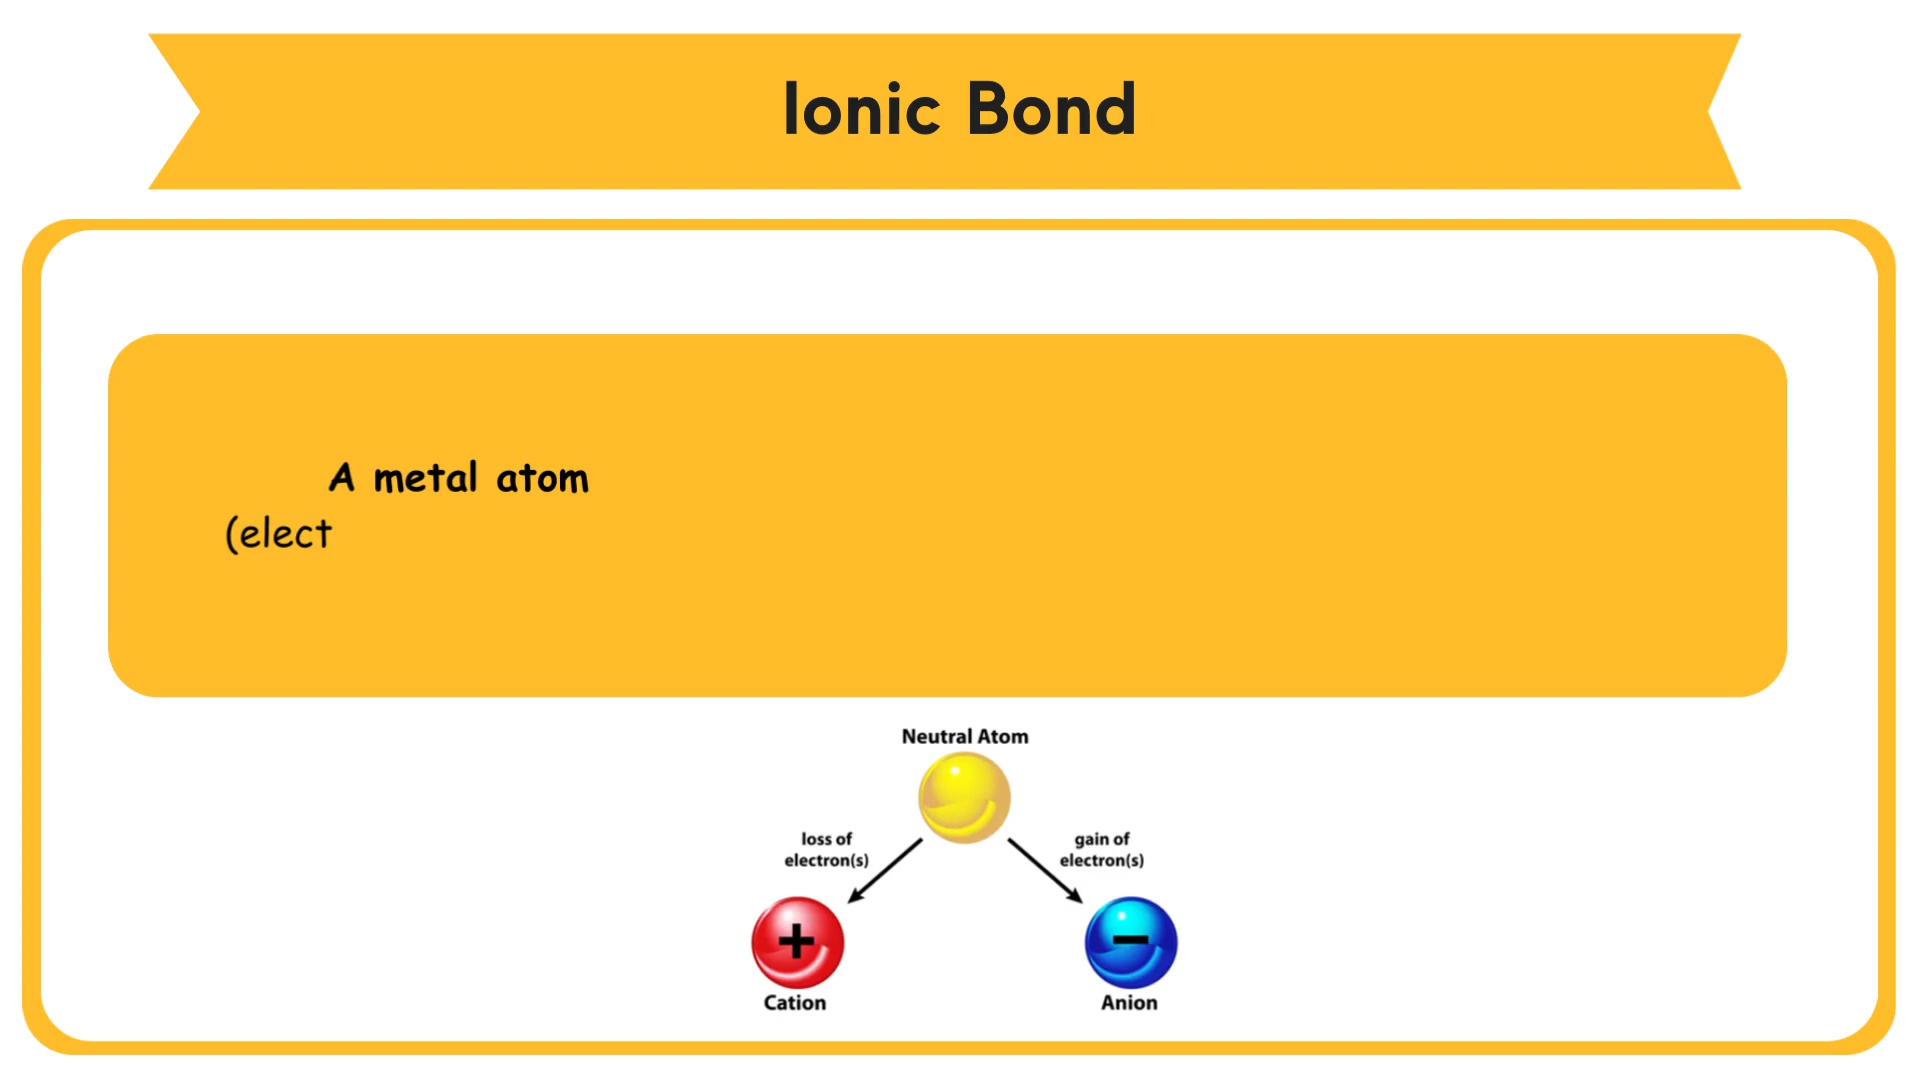 Ionic Bond
A metal atom
(elect
Neutral Atom
loss of
electron(s)
gain of
electron(s)
+
−
Cation
Anion